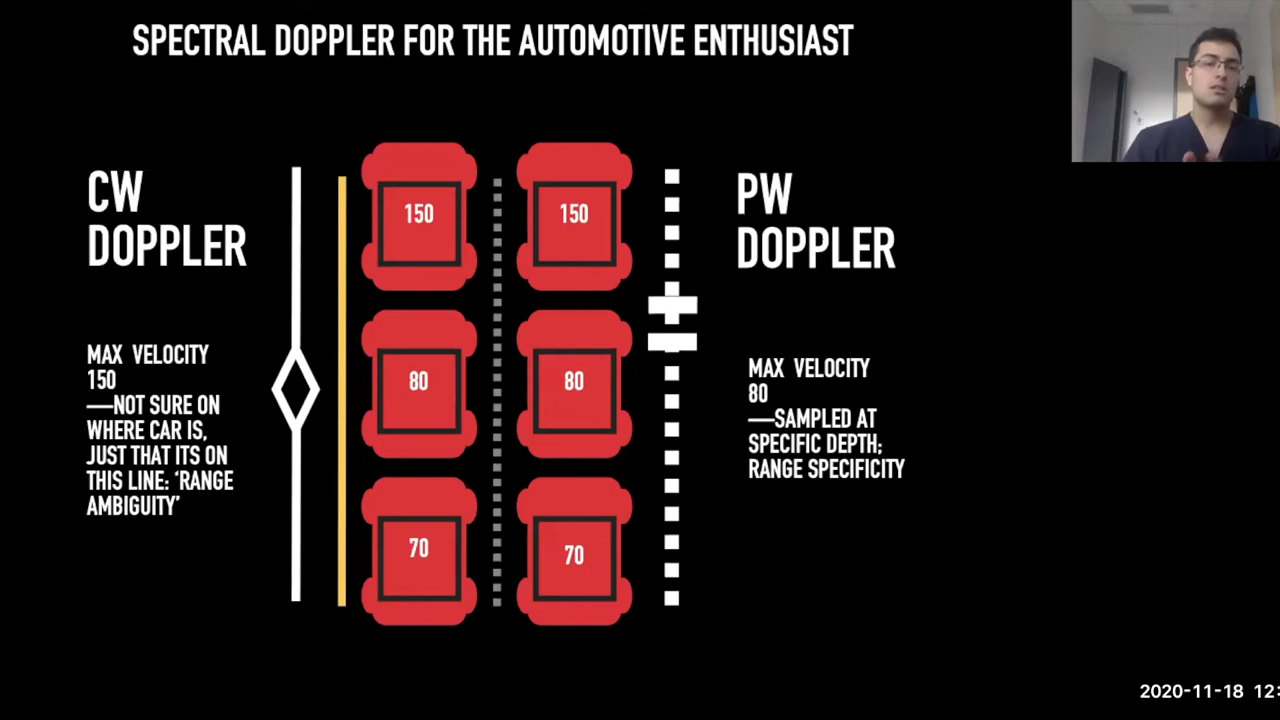 SPECTRAL DOPPLER FOR THE AUTOMOTIVE ENTHUSIAST
CW
DOPPLER
MAX VELOCITY
150
—NOT SURE ON
WHERE CAR IS,
JUST THAT ITS ON
THIS LINE: ‘RANGE
AMBIGUITY’
150
150
80
80
70
70
PW
DOPPLER
MAX VELOCITY
80
—SAMPLED AT
SPECIFIC DEPTH;
RANGE SPECIFICITY
2020-11-18 12: